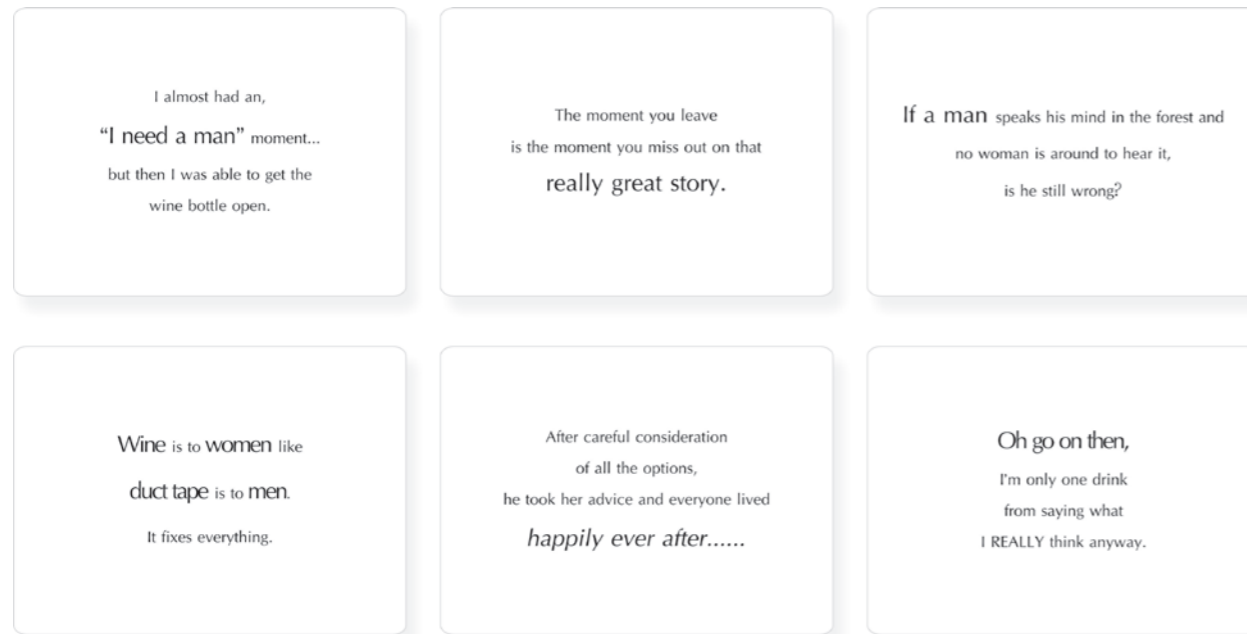 I almost had an,
“I need a man” moment...
but then I was able to get the
wine bottle open.
The moment you leave
is the moment you miss out on that
really great story.
If a man speaks his mind in the forest and
no woman is around to hear it,
is he still wrong?
Wine is to women like
duct tape is to men.
It fixes everything.
After careful consideration
of all the options,
he took her advice and everyone lived
happily ever after......
Oh go on then,
I'm only one drink
from saying what
I REALLY think anyway.